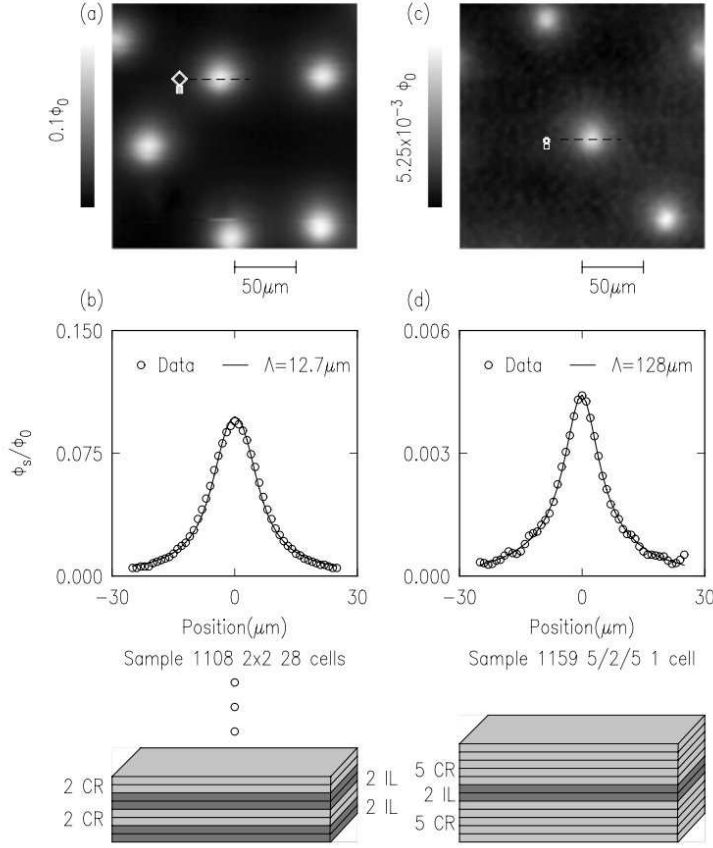 (a)
0.1ϕ₀
50μm
(c)
5.25x10⁻³ ϕ₀
50μm
(b)
0.150
0.075
0.000
ϕₛ/ϕ₀
○ Data — Λ=12.7μm
−30 0 30
Position(μm)
Sample 1108 2x2 28 cells
2 CR
2 CR
2 IL
2 IL
(d)
0.006
0.003
0.000
○ Data — Λ=128μm
−30 0 30
Position(μm)
Sample 1159 5/2/5 1 cell
5 CR
2 IL
5 CR